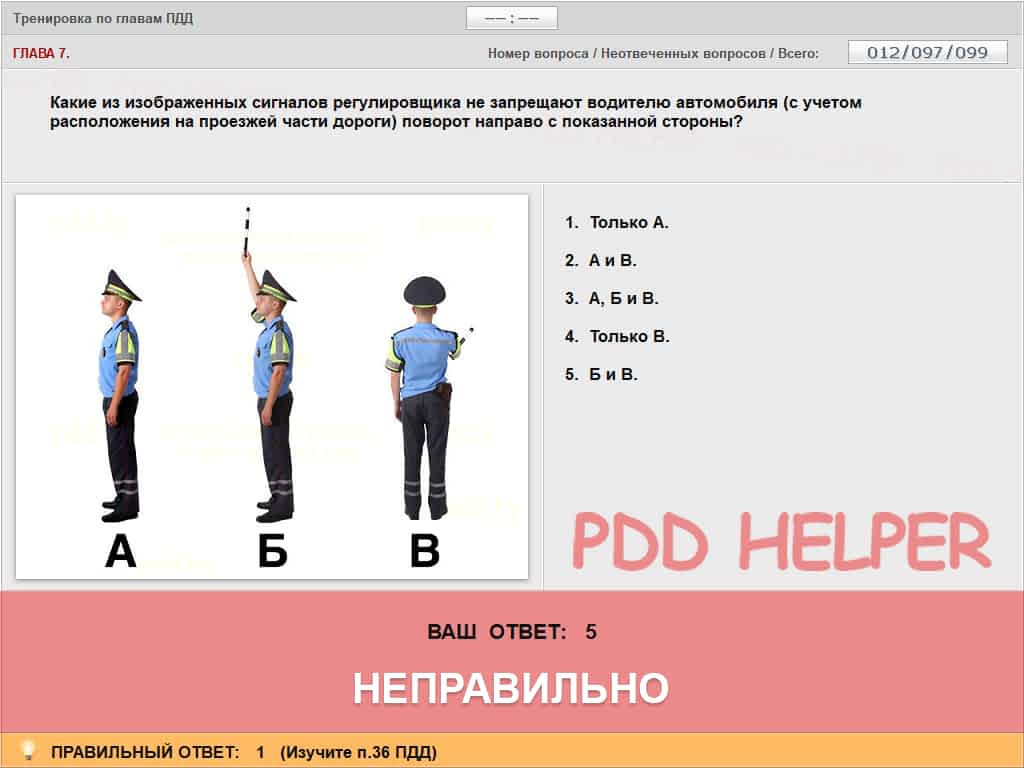 Тренировка по главам ПДД
–– : ––
ГЛАВА 7.
Номер вопроса / Неотвеченных вопросов / Всего:
012/097/099
Какие из изображенных сигналов регулировщика не запрещают водителю автомобиля (с учетом
расположения на проезжей части дороги) поворот направо с показанной стороны?
А
Б
В
1. Только А.
2. А и В.
3. А, Б и В.
4. Только В.
5. Б и В.
PDD HELPER
ВАШ ОТВЕТ: 5
НЕПРАВИЛЬНО
ПРАВИЛЬНЫЙ ОТВЕТ: 1 (Изучите п.36 ПДД)